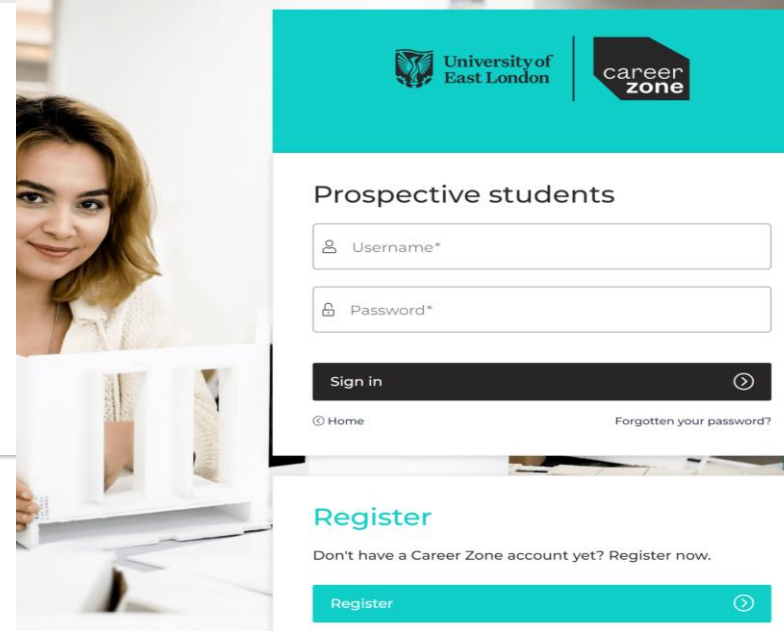 University of
East London
career
zone
Prospective students
Username*
Password*
Sign in
Home
Forgotten your password?
Register
Don't have a Career Zone account yet? Register now.
Register